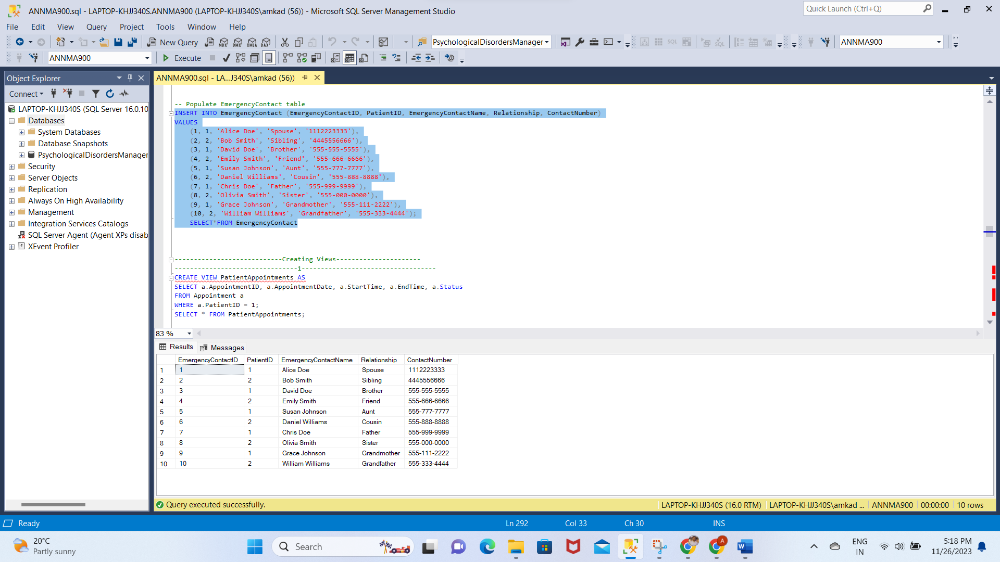 ANNMA900.sql - LAPTOP-KHJJ340S.ANNMA900 (LAPTOP-KHJJ340S\amkad (56)) - Microsoft SQL Server Management Studio
Quick Launch (Ctrl+Q)
File Edit View Query Project Tools Window Help
New Query MDX DMX XMLA DAX PsychologicalDisordersManager SQL SQL ANNMA900
ANNMA900 Execute
Object Explorer
Connect
LAPTOP-KHJJ340S (SQL Server 16.0.10
Databases
System Databases
Database Snapshots
PsychologicalDisordersManager
Security
Server Objects
Replication
Always On High Availability
Management
Integration Services Catalogs
SQL Server Agent (Agent XPs disab
XEvent Profiler
ANNMA900.sql - LA...J340S\amkad (56))
-- Populate EmergencyContact table
INSERT INTO EmergencyContact (EmergencyContactID, PatientID, EmergencyContactName, Relationship, ContactNumber)
VALUES
(1, 1, 'Alice Doe', 'Spouse', '1112223333'),
(2, 2, 'Bob Smith', 'Sibling', '4445556666'),
(3, 1, 'David Doe', 'Brother', '555-555-5555'),
(4, 2, 'Emily Smith', 'Friend', '555-666-6666'),
(5, 1, 'Susan Johnson', 'Aunt', '555-777-7777'),
(6, 2, 'Daniel Williams', 'Cousin', '555-888-8888'),
(7, 1, 'Chris Doe', 'Father', '555-999-9999'),
(8, 2, 'Olivia Smith', 'Sister', '555-000-0000'),
(9, 1, 'Grace Johnson', 'Grandmother', '555-111-2222'),
(10, 2, 'William Williams', 'Grandfather', '555-333-4444');
SELECT*FROM EmergencyContact
----------------------------Creating Views----------------------
--------------------------------1-----------------------------------
CREATE VIEW PatientAppointments AS
SELECT a.AppointmentID, a.AppointmentDate, a.StartTime, a.EndTime, a.Status
FROM Appointment a
WHERE a.PatientID = 1;
SELECT * FROM PatientAppointments;
83 %
Results Messages
EmergencyContactID PatientID EmergencyContactName Relationship ContactNumber
1 1 1 Alice Doe Spouse 1112223333
2 2 2 Bob Smith Sibling 4445556666
3 3 1 David Doe Brother 555-555-5555
4 4 2 Emily Smith Friend 555-666-6666
5 5 1 Susan Johnson Aunt 555-777-7777
6 6 2 Daniel Williams Cousin 555-888-8888
7 7 1 Chris Doe Father 555-999-9999
8 8 2 Olivia Smith Sister 555-000-0000
9 9 1 Grace Johnson Grandmother 555-111-2222
10 10 2 William Williams Grandfather 555-333-4444
Query executed successfully. LAPTOP-KHJJ340S (16.0 RTM) LAPTOP-KHJJ340S\amkad ... ANNMA900 00:00:00 10 rows
Ready Ln 292 Col 33 Ch 30 INS
20°C
Partly sunny
Search
ENG
IN
5:18 PM
11/26/2023